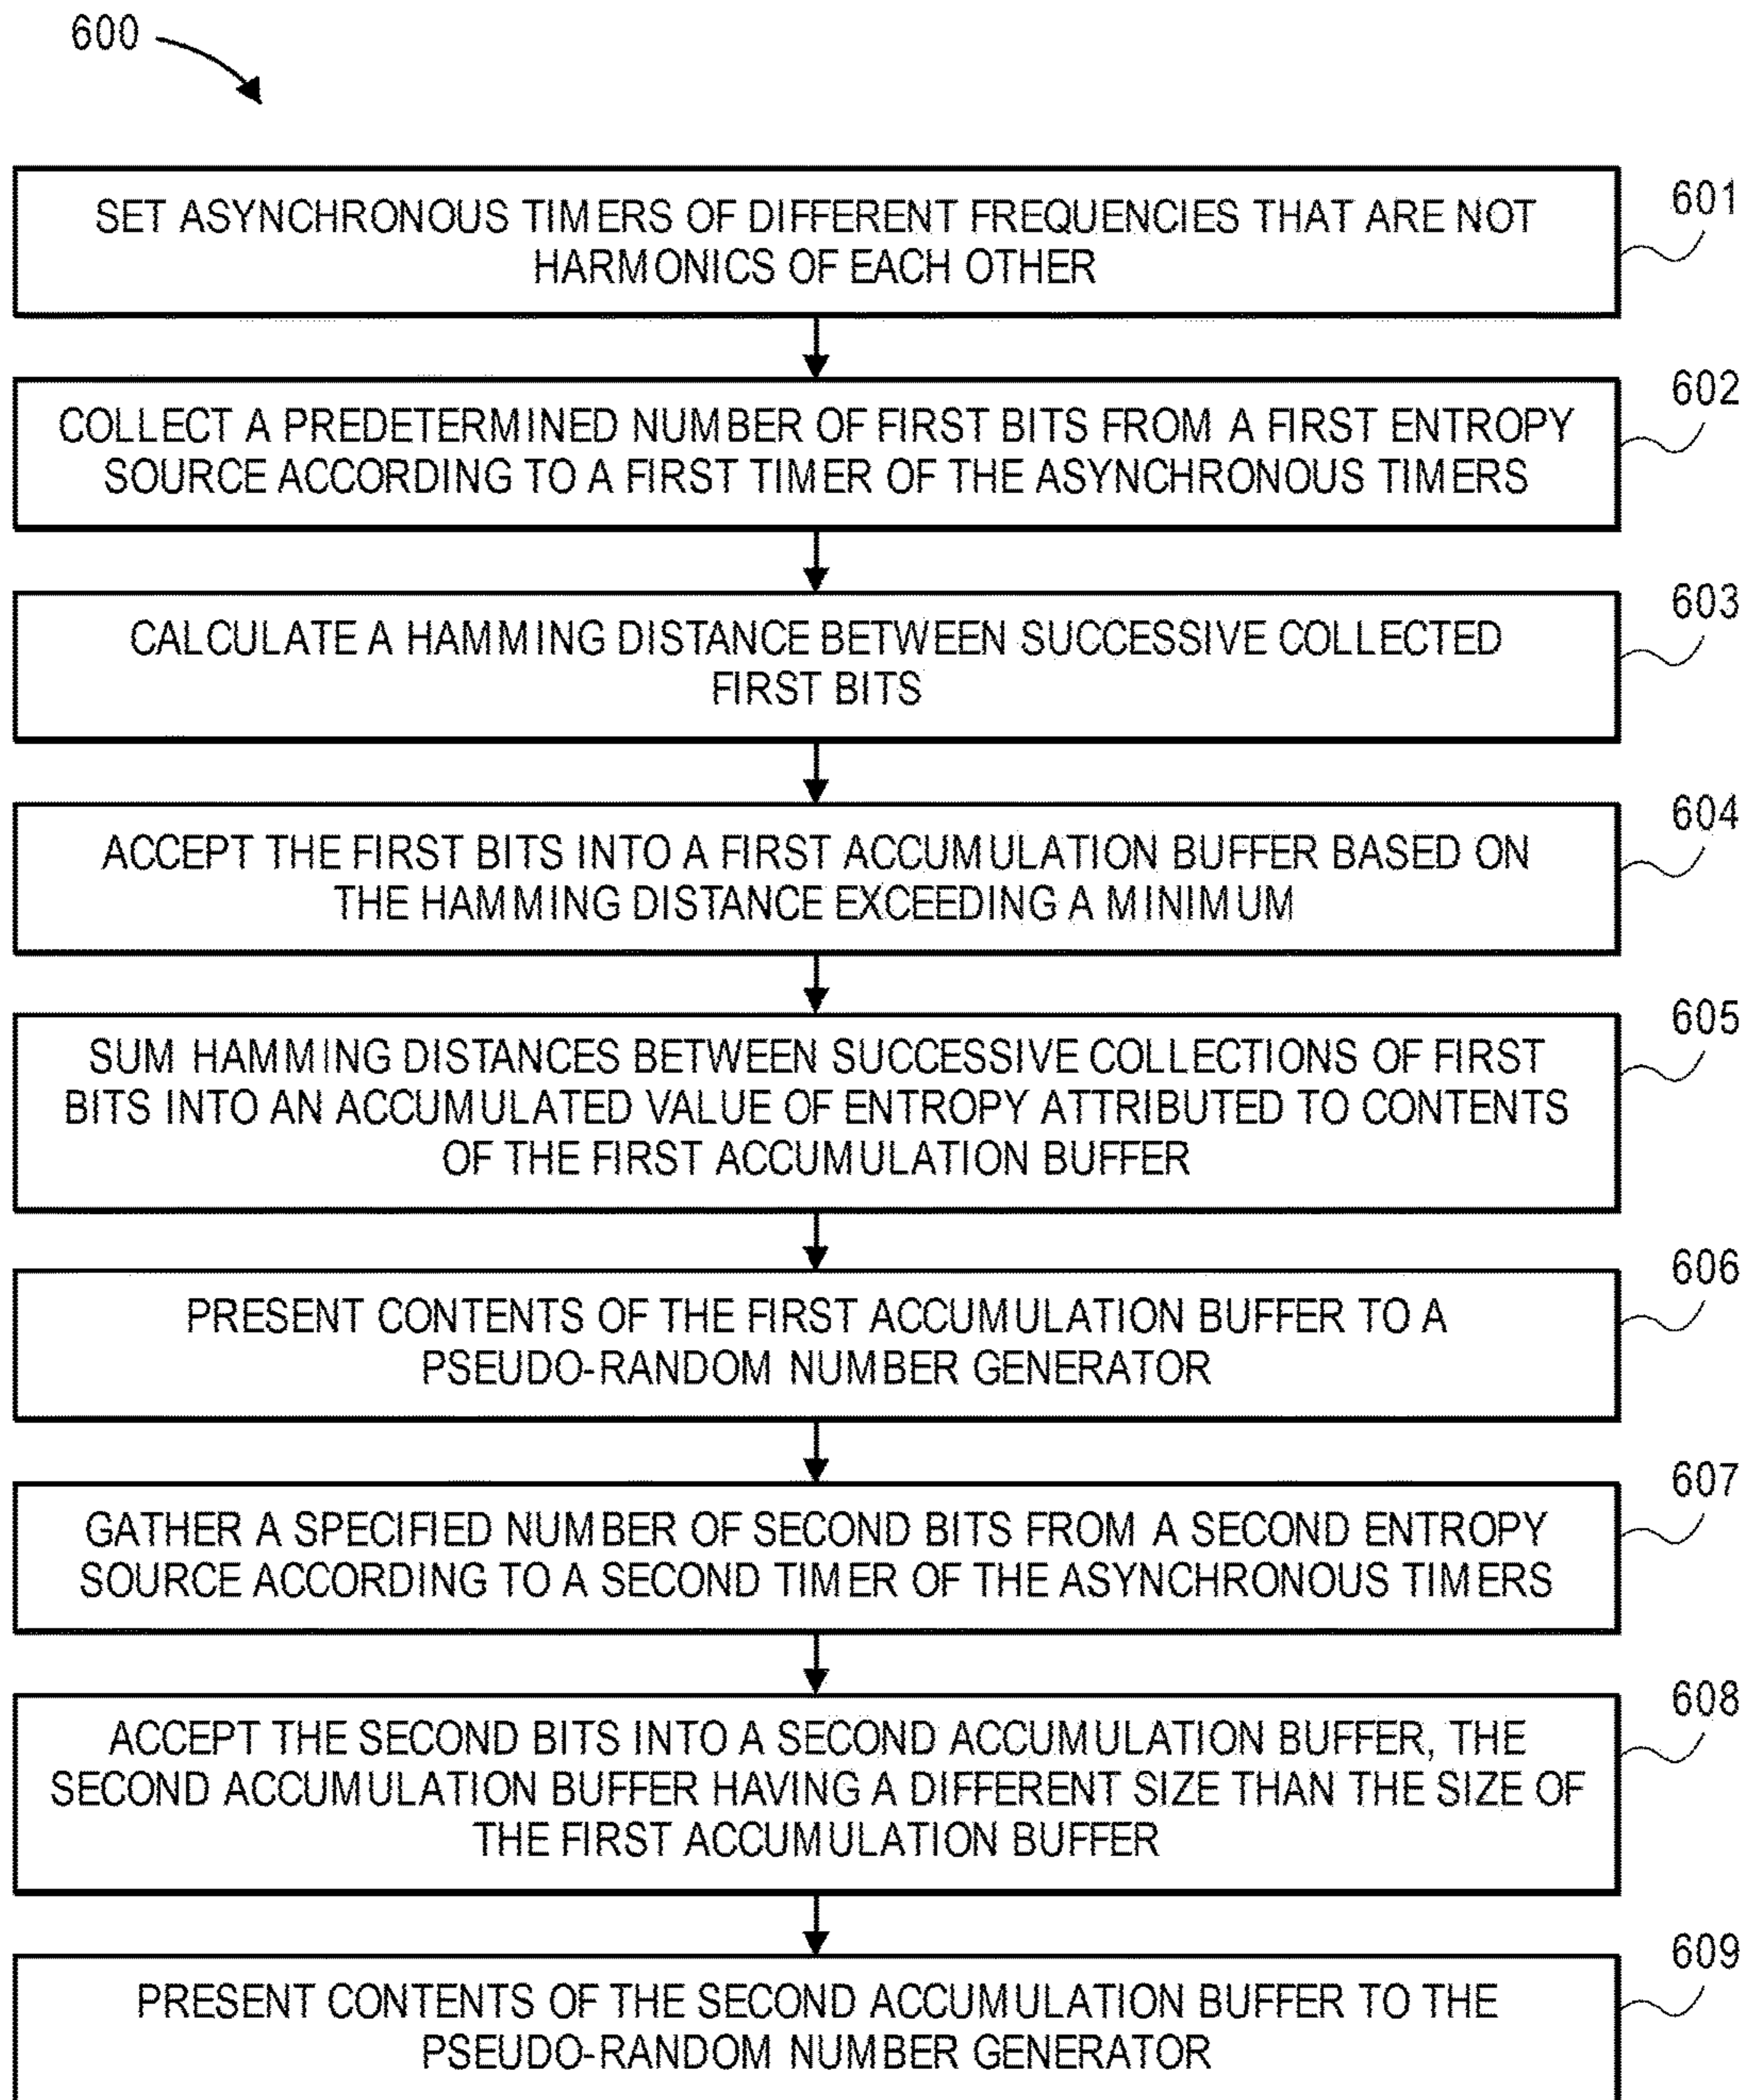 600
601
SET ASYNCHRONOUS TIMERS OF DIFFERENT FREQUENCIES THAT ARE NOT
HARMONICS OF EACH OTHER
602
COLLECT A PREDETERMINED NUMBER OF FIRST BITS FROM A FIRST ENTROPY
SOURCE ACCORDING TO A FIRST TIMER OF THE ASYNCHRONOUS TIMERS
603
CALCULATE A HAMMING DISTANCE BETWEEN SUCCESSIVE COLLECTED
FIRST BITS
604
ACCEPT THE FIRST BITS INTO A FIRST ACCUMULATION BUFFER BASED ON
THE HAMMING DISTANCE EXCEEDING A MINIMUM
605
SUM HAMMING DISTANCES BETWEEN SUCCESSIVE COLLECTIONS OF FIRST
BITS INTO AN ACCUMULATED VALUE OF ENTROPY ATTRIBUTED TO CONTENTS
OF THE FIRST ACCUMULATION BUFFER
606
PRESENT CONTENTS OF THE FIRST ACCUMULATION BUFFER TO A
PSEUDO-RANDOM NUMBER GENERATOR
607
GATHER A SPECIFIED NUMBER OF SECOND BITS FROM A SECOND ENTROPY
SOURCE ACCORDING TO A SECOND TIMER OF THE ASYNCHRONOUS TIMERS
608
ACCEPT THE SECOND BITS INTO A SECOND ACCUMULATION BUFFER, THE
SECOND ACCUMULATION BUFFER HAVING A DIFFERENT SIZE THAN THE SIZE OF
THE FIRST ACCUMULATION BUFFER
609
PRESENT CONTENTS OF THE SECOND ACCUMULATION BUFFER TO THE
PSEUDO-RANDOM NUMBER GENERATOR